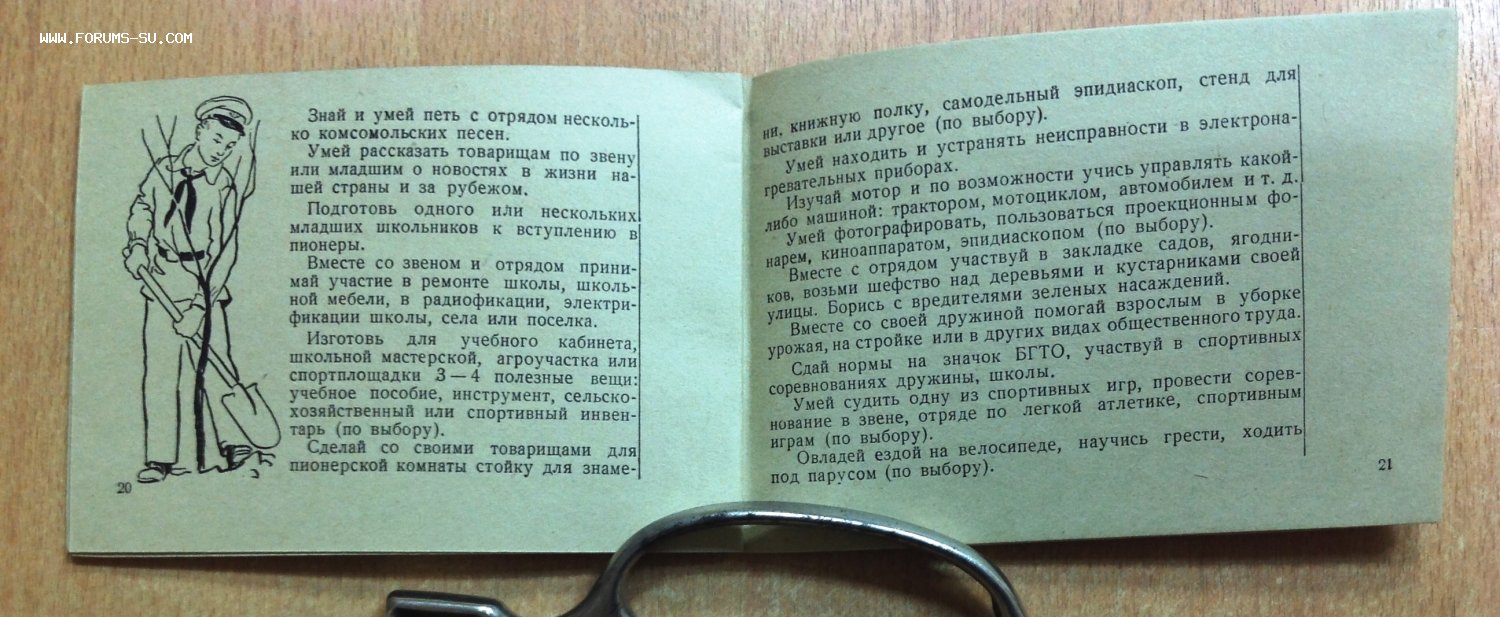 WWW.FORUMS-SU.COM
Знай и умей петь с отрядом несколь-
ко комсомольских песен.
Умей рассказать товарищам по звену
или младшим о новостях в жизни на-
шей страны и за рубежом.
Подготовь одного или нескольких
младших школьников к вступлению в
пионеры.
Вместе со звеном и отрядом прини-
май участие в ремонте школы, школь-
ной мебели, в радиофикации, электри-
фикации школы, села или поселка.
Изготовь для учебного кабинета,
школьной мастерской, агроучастка или
спортплощадки 3—4 полезные вещи:
учебное пособие, инструмент, сельско-
хозяйственный или спортивный инвен-
тарь (по выбору).
Сделай со своими товарищами для
пионерской комнаты стойку для знаме-
20
ни, книжную полку, самодельный эпидиаскоп, стенд для
выставки или другое (по выбору).
Умей находить и устранять неисправности в электрона-
гревательных приборах.
Изучай мотор и по возможности учись управлять какой-
либо машиной: трактором, мотоциклом, автомобилем и т. д.
Умей фотографировать, пользоваться проекционным фо-
нарем, киноаппаратом, эпидиаскопом (по выбору).
Вместе с отрядом участвуй в закладке садов, ягодни-
ков, возьми шефство над деревьями и кустарниками своей
улицы. Борись с вредителями зеленых насаждений.
Вместе со своей дружиной помогай взрослым в уборке
урожая, на стройке или в других видах общественного труда.
Сдай нормы на значок БГТО, участвуй в спортивных
соревнованиях дружины, школы.
Умей судить одну из спортивных игр, провести сорев-
нование в звене, отряде по легкой атлетике, спортивным
играм (по выбору).
Овладей ездой на велосипеде, научись грести, ходить
под парусом (по выбору).
21